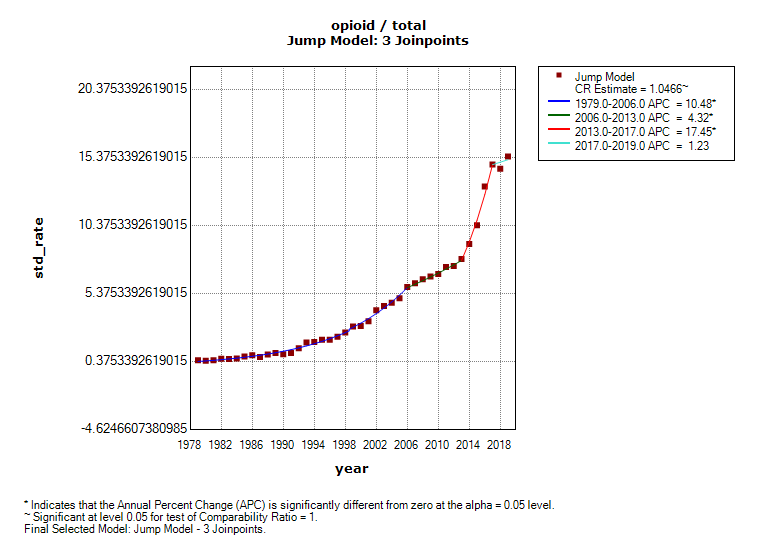 opioid / total
Jump Model: 3 Joinpoints
20.3753392619015
15.3753392619015
10.3753392619015
5.3753392619015
0.3753392619015
-4.6246607380985
std_rate
1978 1982 1986 1990 1994 1998 2002 2006 2010 2014 2018
year
Jump Model
CR Estimate = 1.0466~
1979.0-2006.0 APC = 10.48*
2006.0-2013.0 APC = 4.32*
2013.0-2017.0 APC = 17.45*
2017.0-2019.0 APC = 1.23
* Indicates that the Annual Percent Change (APC) is significantly different from zero at the alpha = 0.05 level.
~ Significant at level 0.05 for test of Comparability Ratio = 1.
Final Selected Model: Jump Model - 3 Joinpoints.